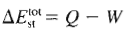 ΔE_st^tot = Q − W